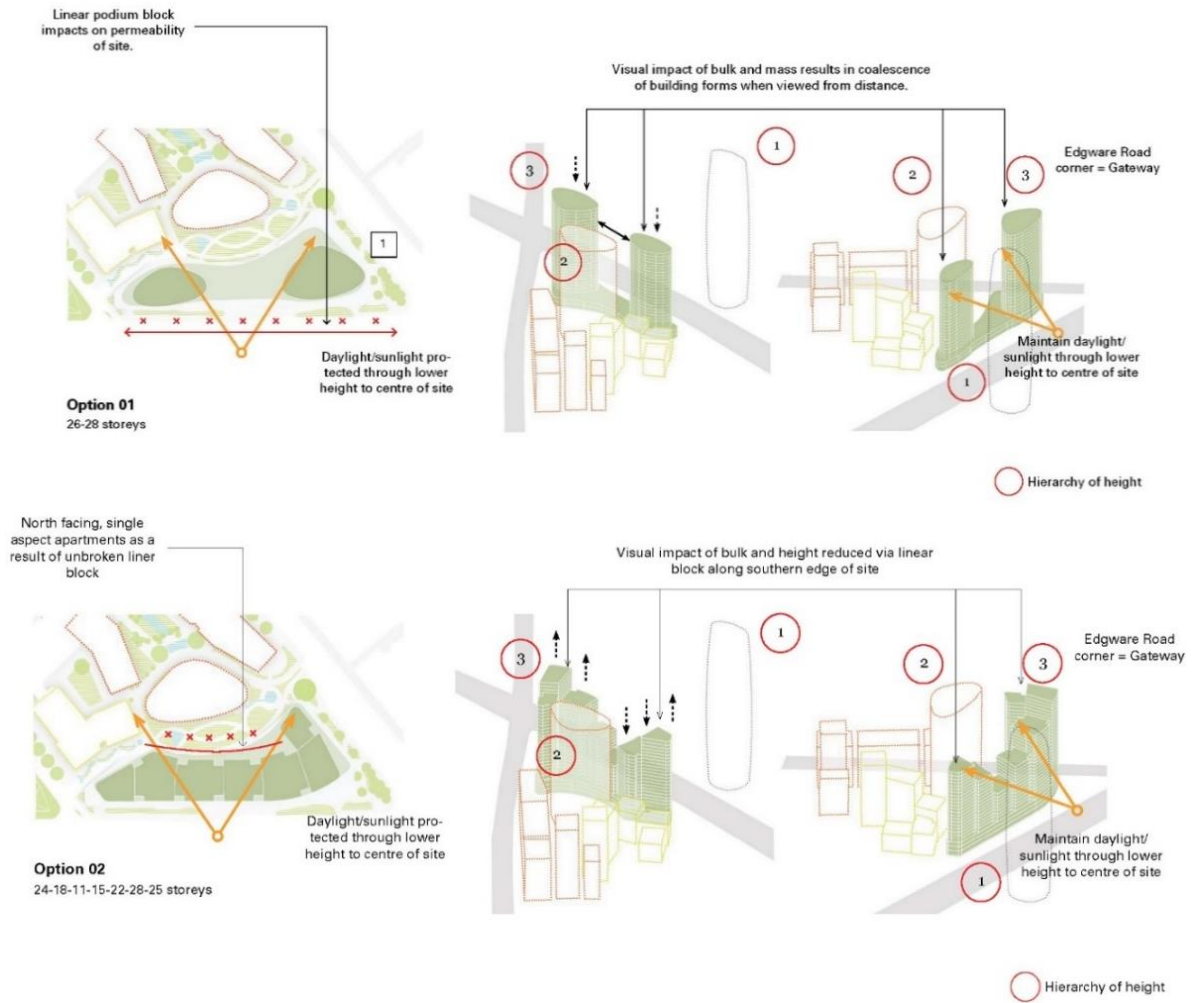 Linear podium block
impacts on permeability
of site.
Visual impact of bulk and mass results in coalescence
of building forms when viewed from distance.
1
3
2
3
Edgware Road
corner = Gateway
1
2
Daylight/sunlight pro-
tected through lower
height to centre of site
Maintain daylight/
sunlight through lower
height to centre of site
1
Option 01
26-28 storeys
Hierarchy of height
North facing, single
aspect apartments as a
result of unbroken liner
block
Visual impact of bulk and height reduced via linear
block along southern edge of site
1
3
2
3
Edgware Road
corner = Gateway
2
Daylight/sunlight pro-
tected through lower
height to centre of site
Maintain daylight/
sunlight through lower
height to centre of site
1
Option 02
24-18-11-15-22-28-25 storeys
Hierarchy of height